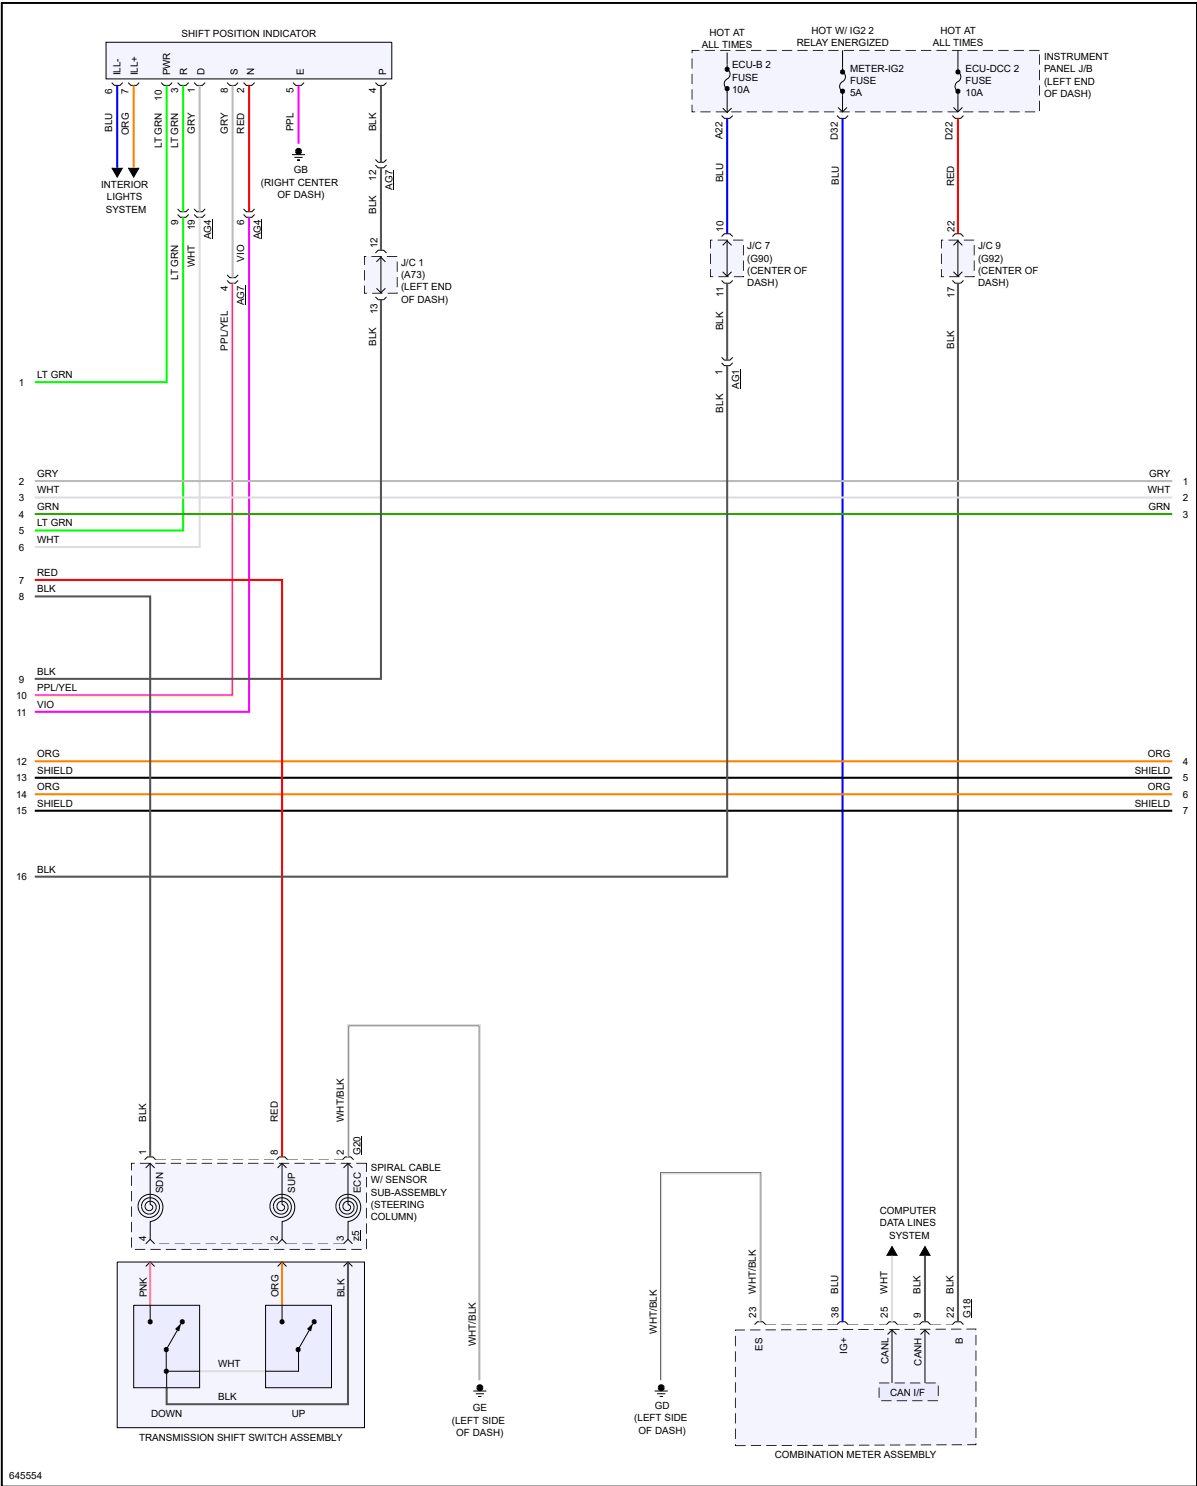 SHIFT POSITION INDICATOR
ILL-
ILL+
PWR
R
D
S
N
E
P
6
7
10
3
1
8
2
5
4
BLU
ORG
LT GRN
LT GRN
GRY
GRY
RED
PPL
BLK
INTERIOR
LIGHTS
SYSTEM
GB
(RIGHT CENTER
OF DASH)
12
AG7
BLK
9
19
AG4
6
AG4
LT GRN
WHT
VIO
4
AG7
PPL/YEL
12
J/C 1
(A73)
(LEFT END
OF DASH)
13
BLK
HOT AT
ALL TIMES
HOT W/ IG2 2
RELAY ENERGIZED
HOT AT
ALL TIMES
ECU-B 2
FUSE
10A
METER-IG2
FUSE
5A
ECU-DCC 2
FUSE
10A
INSTRUMENT
PANEL J/B
(LEFT END
OF DASH)
A22
D32
D22
BLU
BLU
RED
10
J/C 7
(G90)
(CENTER OF
DASH)
11
22
J/C 9
(G92)
(CENTER OF
DASH)
17
BLK
BLK
1
AG1
BLK
1 LT GRN
2 GRY
3 WHT
4 GRN
5 LT GRN
6 WHT
7 RED
8 BLK
9 BLK
10 PPL/YEL
11 VIO
12 ORG
13 SHIELD
14 ORG
15 SHIELD
16 BLK
GRY 1
WHT 2
GRN 3
ORG 4
SHIELD 5
ORG 6
SHIELD 7
BLK
RED
WHT/BLK
1
8
2
G20
SDN
SUP
ECC
SPIRAL CABLE
W/ SENSOR
SUB-ASSEMBLY
(STEERING
COLUMN)
4
2
3
z5
PNK
ORG
BLK
WHT
BLK
DOWN
UP
TRANSMISSION SHIFT SWITCH ASSEMBLY
WHT/BLK
GE
(LEFT SIDE
OF DASH)
WHT/BLK
GD
(LEFT SIDE
OF DASH)
COMPUTER
DATA LINES
SYSTEM
WHT/BLK
BLU
WHT
BLK
BLK
23
38
25
9
22
G18
ES
IG+
CANL
CANH
B
CAN I/F
COMBINATION METER ASSEMBLY
645554